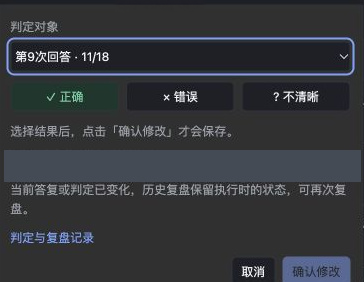 判定对象
第9次回答 · 11/18
✓ 正确
× 错误
? 不清晰
选择结果后，点击「确认修改」才会保存。
当前答复或判定已变化，历史复盘保留执行时的状态，可再次复
盘。
判定与复盘记录
取消
确认修改